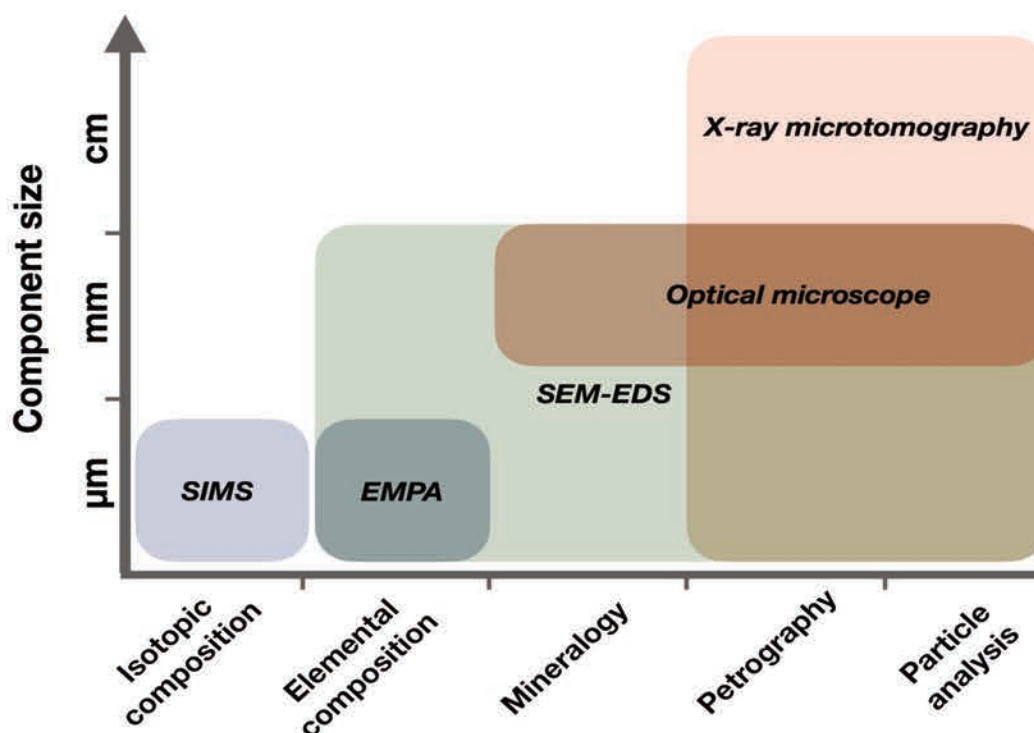 Component size
cm
mm
µm
X-ray microtomography
Optical microscope
SEM-EDS
SIMS
EMPA
Isotopic
composition
Elemental
composition
Mineralogy
Petrography
Particle
analysis